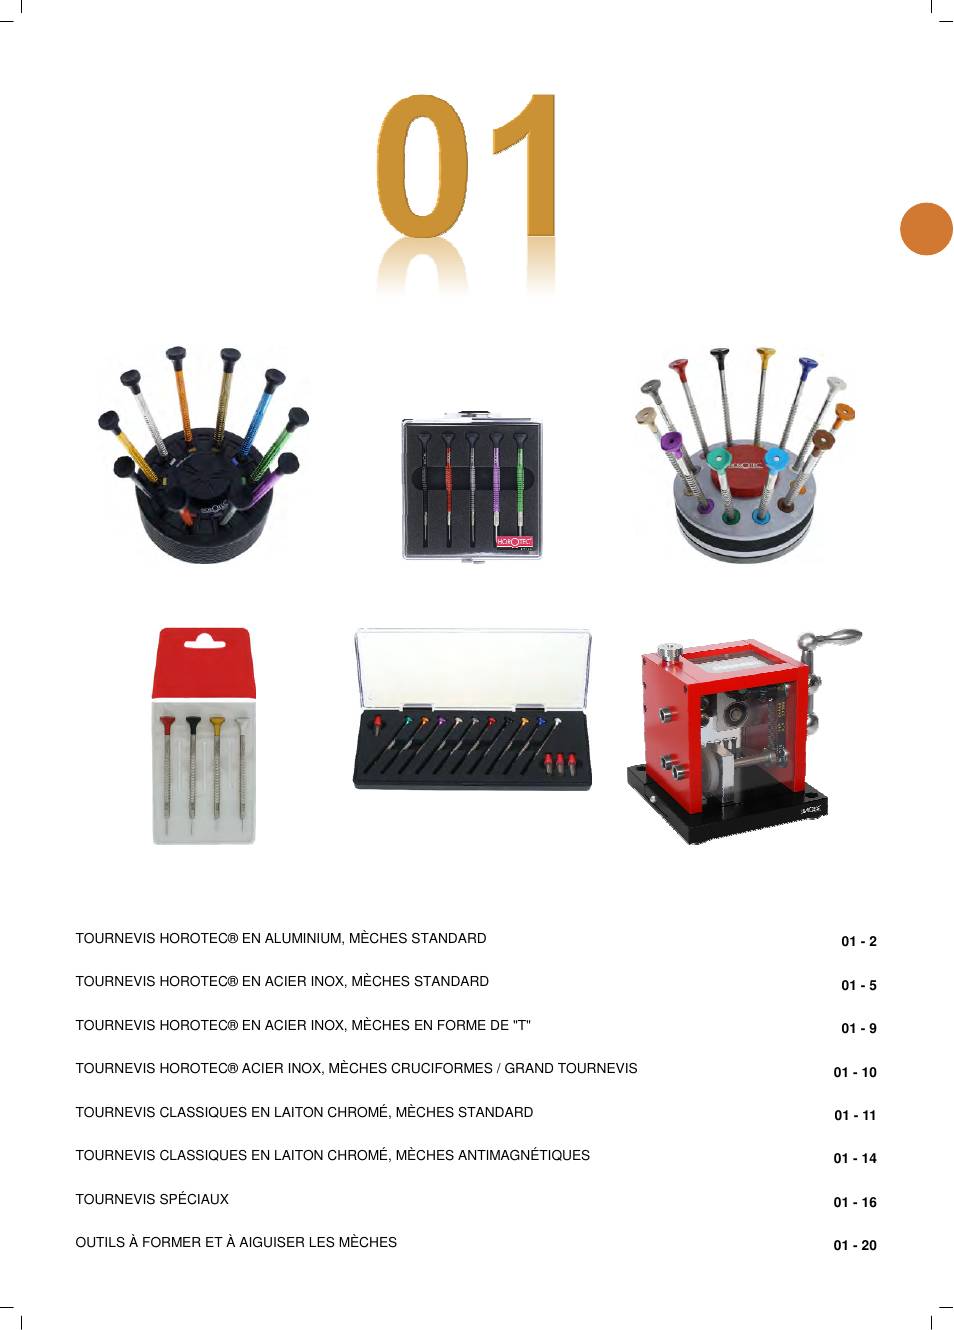 01
HOROTEC
HOROTEC
HOROTEC
TOURNEVIS HOROTEC® EN ALUMINIUM, MÈCHES STANDARD 01 - 2
TOURNEVIS HOROTEC® EN ACIER INOX, MÈCHES STANDARD 01 - 5
TOURNEVIS HOROTEC® EN ACIER INOX, MÈCHES EN FORME DE "T" 01 - 9
TOURNEVIS HOROTEC® ACIER INOX, MÈCHES CRUCIFORMES / GRAND TOURNEVIS 01 - 10
TOURNEVIS CLASSIQUES EN LAITON CHROMÉ, MÈCHES STANDARD 01 - 11
TOURNEVIS CLASSIQUES EN LAITON CHROMÉ, MÈCHES ANTIMAGNÉTIQUES 01 - 14
TOURNEVIS SPÉCIAUX 01 - 16
OUTILS À FORMER ET À AIGUISER LES MÈCHES 01 - 20